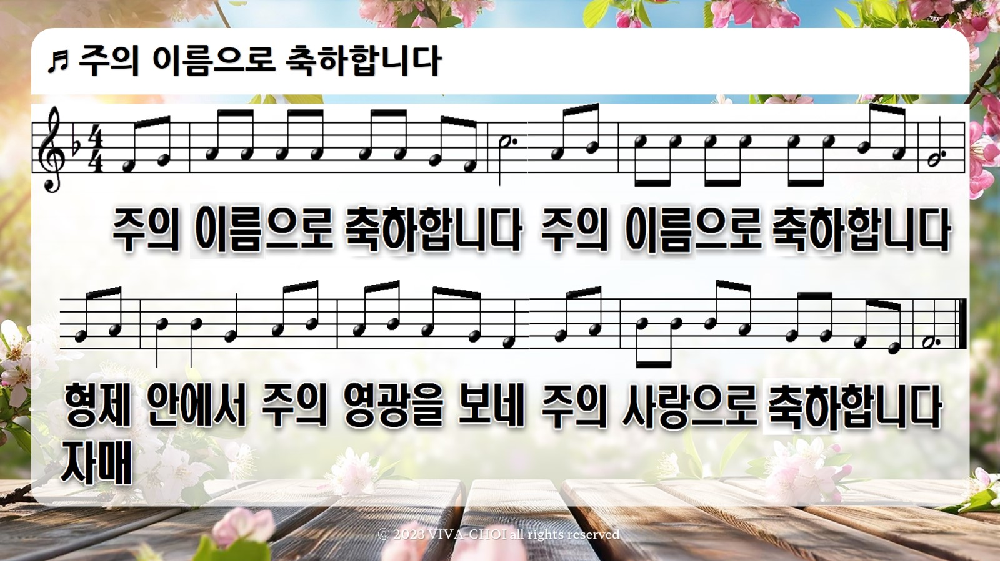 ♬ 주의 이름으로 축하합니다
4
4
주의 이름으로 축하합니다 주의 이름으로 축하합니다
형제 안에서 주의 영광을 보네 주의 사랑으로 축하합니다
자매
© 2023 VIVA-CHOI all rights reserved